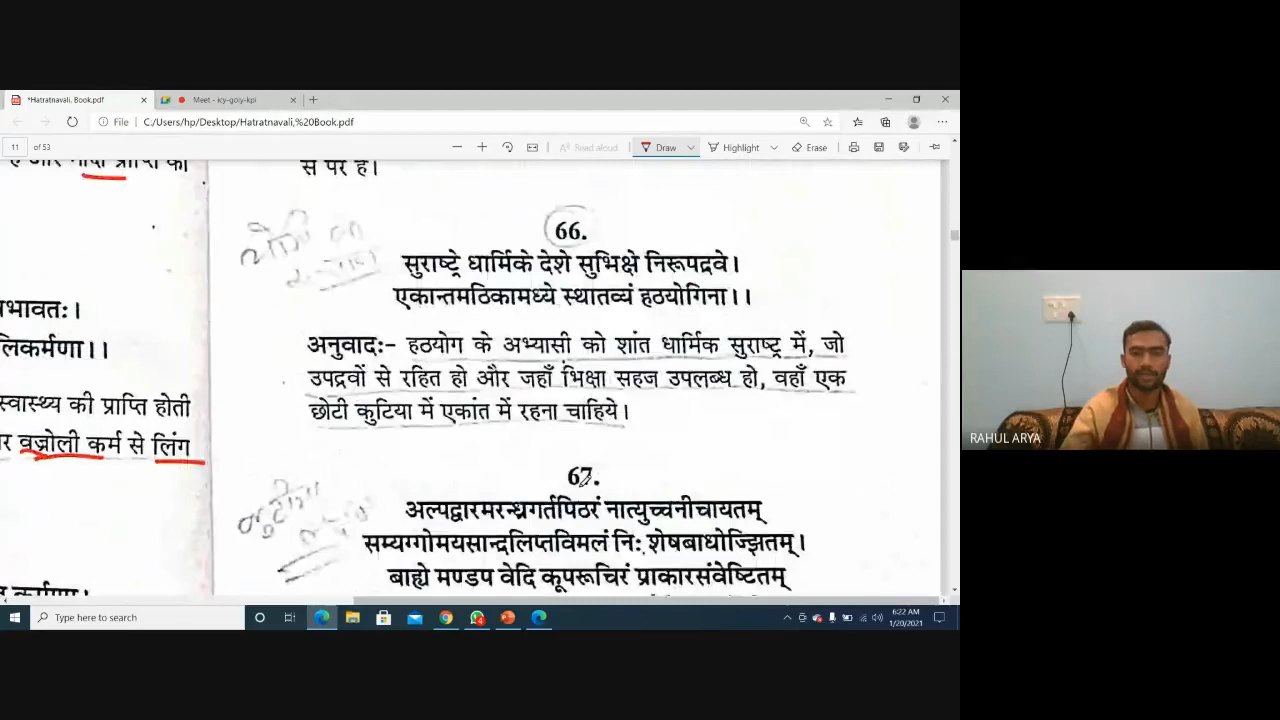 *Hatratnavali, Book.pdf
Meet - icy-goiy-kpi
File
C:/Users/hp/Desktop/Hatratnavali,%20Book.pdf
11 of 53
Read aloud
Draw
Highlight
Erase
प्राप्ति की
से परे है।
66.
सुराष्ट्रे धार्मिके देशे सुभिक्षे निरूपद्रवे।
एकान्तमठिकामध्ये स्थातव्यं हठयोगिना।।
अनुवादः- हठयोग के अभ्यासी को शांत धार्मिक सुराष्ट्र में, जो
उपद्रवों से रहित हो और जहाँ भिक्षा सहज उपलब्ध हो, वहाँ एक
छोटी कुटिया में एकांत में रहना चाहिये।
67.
अल्पद्वारमरन्ध्रगर्तपिठरं नात्युच्चनीचायतम्
सम्यग्गोमयसान्द्रलिप्तविमलं निः शेषबाधोज्झितम्।
बाह्ये मण्डप वेदि कूपरूचिरं प्राकारसंवेष्टितम्
भावतः।
लिकर्मणा।।
स्वास्थ्य की प्राप्ति होती
र वज्रोली कर्म से लिंग
RAHUL ARYA
Type here to search
4
6:22 AM
1/20/2021